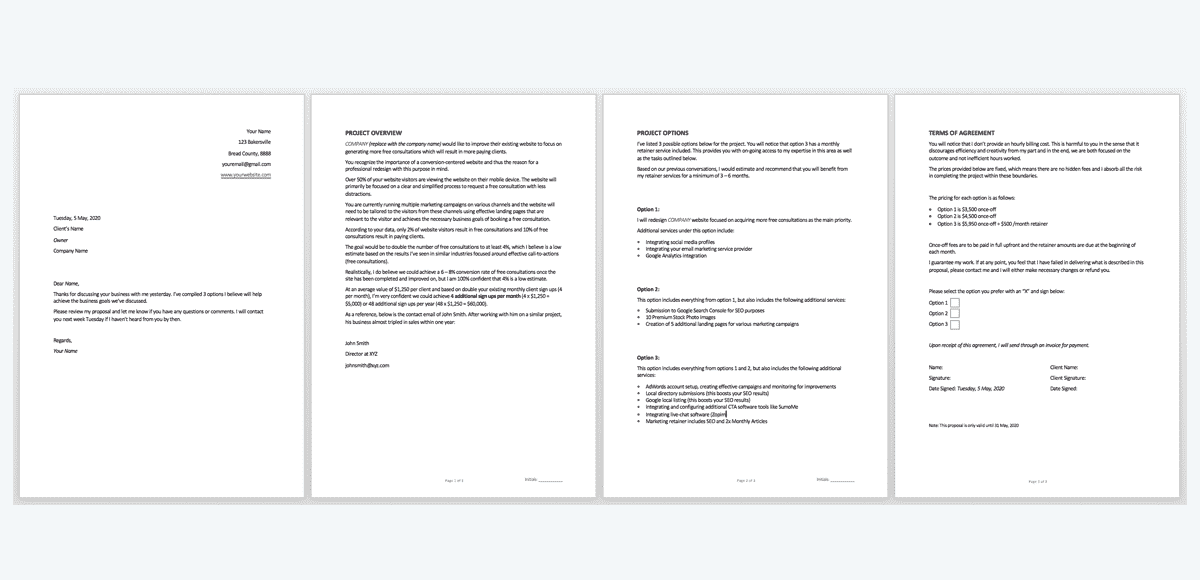 Your Name
123 Bakersville
Bread County, 8888
youremail@gmail.com
www.yourwebsite.com
Tuesday, 5 May, 2020
Client's Name
Owner
Company Name
Dear Name,
Thanks for discussing your business with me yesterday. I've compiled 3 options I believe will help
achieve the business goals we've discussed.
Please review my proposal and let me know if you have any questions or comments. I will contact
you next week Tuesday if I haven't heard from you by then.
Regards,
Your Name
PROJECT OVERVIEW
COMPANY (replace with the company name) would like to improve their existing website to focus on
generating more free consultations which will result in more paying clients.
You recognize the importance of a conversion-centered website and thus the reason for a
professional redesign with this purpose in mind.
Over 50% of your website visitors are viewing the website on their mobile device. The website will
primarily be focused on a clear and simplified process to request a free consultation with less
distractions.
You are currently running multiple marketing campaigns on various channels and the website will
need to be tailored to the visitors from these channels using effective landing pages that are
relevant to the visitor and achieves the necessary business goals of booking a free consultation.
According to your data, only 2% of website visitors result in free consultations and 10% of free
consultations result in paying clients.
The goal would be to double the number of free consultations to at least 4%, which I believe is a low
estimate based on the results I've seen in similar industries focused around effective call-to-actions
(free consultations).
Realistically, I do believe we could achieve a 6 – 8% conversion rate of free consultations once the
site has been completed and improved on, but I am 100% confident that 4% is a low estimate.
At an average value of $1,250 per client and based on double your existing monthly client sign ups (4
per month), I'm very confident we could achieve 4 additional sign ups per month (4 x $1,250 =
$5,000) or 48 additional sign ups per year (48 x $1,250 = $60,000).
As a reference, below is the contact email of John Smith. After working with him on a similar project,
his business almost tripled in sales within one year:
John Smith
Director at XYZ
johnsmith@xyz.com
Page 1 of 3
Initials: ___________
PROJECT OPTIONS
I've listed 3 possible options below for the project. You will notice that option 3 has a monthly
retainer service included. This provides you with on-going access to my expertise in this area as well
as the tasks outlined below.
Based on our previous conversations, I would estimate and recommend that you will benefit from
my retainer services for a minimum of 3 – 6 months.
Option 1:
I will redesign COMPANY website focused on acquiring more free consultations as the main priority.
Additional services under this option include:
• Integrating social media profiles
• Integrating your email marketing service provider
• Google Analytics integration
Option 2:
This option includes everything from option 1, but also includes the following additional services:
• Submission to Google Search Console for SEO purposes
• 10 Premium Stock Photo Images
• Creation of 5 additional landing pages for various marketing campaigns
Option 3:
This option includes everything from options 1 and 2, but also includes the following additional
services:
• AdWords account setup, creating effective campaigns and monitoring for improvements
• Local directory submissions (this boosts your SEO results)
• Google local listing (this boosts your SEO results)
• Integrating and configuring additional CTA software tools like SumoMe
• Integrating live-chat software (Zopim)
• Marketing retainer includes SEO and 2x Monthly Articles
Page 2 of 3
Initials: ___________
TERMS OF AGREEMENT
You will notice that I don't provide an hourly billing cost. This is harmful to you in the sense that it
discourages efficiency and creativity from my part and in the end, we are both focused on the
outcome and not inefficient hours worked.
The prices provided below are fixed, which means there are no hidden fees and I absorb all the risk
in completing the project within these boundaries.
The pricing for each option is as follows:
• Option 1 is $3,500 once-off
• Option 2 is $4,500 once-off
• Option 3 is $5,950 once-off + $500 /month retainer
Once-off fees are to be paid in full upfront and the retainer amounts are due at the beginning of
each month.
I guarantee my work. If at any point, you feel that I have failed in delivering what is described in this
proposal, please contact me and I will either make necessary changes or refund you.
Please select the option you prefer with an "X" and sign below:
Option 1
Option 2
Option 3
Upon receipt of this agreement, I will send through an invoice for payment.
Name:
Client Name:
Signature:
Client Signature:
Date Signed: Tuesday, 5 May, 2020
Date Signed:
Note: This proposal is only valid until 31 May, 2020
Page 3 of 3